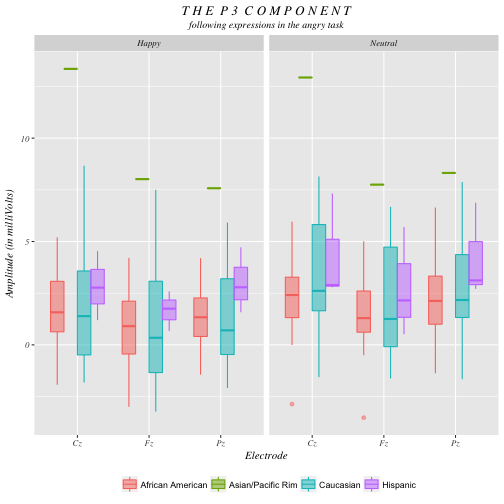 THE P3 COMPONENT
following expressions in the angry task
Happy
Neutral
10
5
0
Amplitude (in milliVolts)
Cz Fz Pz Cz Fz Pz
Electrode
African American Asian/Pacific Rim Caucasian Hispanic